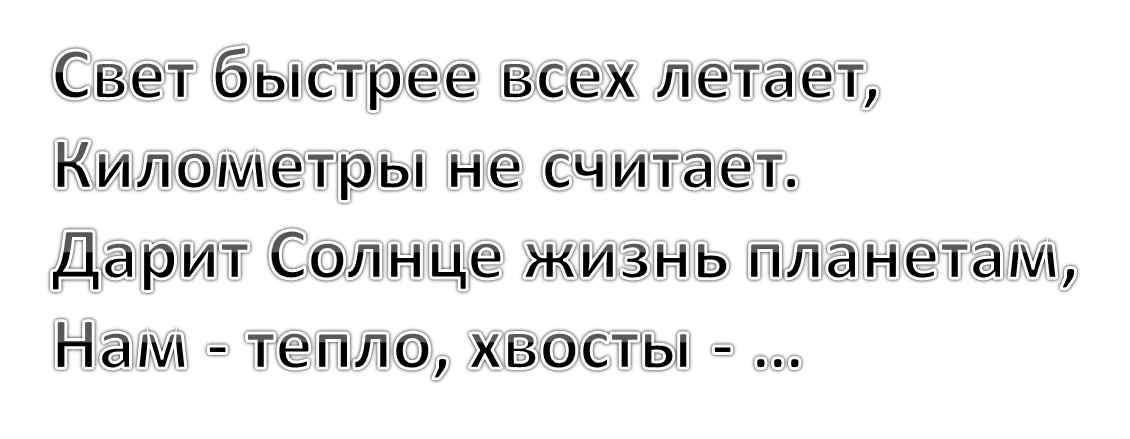 Свет быстрее всех летает,
Километры не считает.
Дарит Солнце жизнь планетам,
Нам - тепло, хвосты - ...